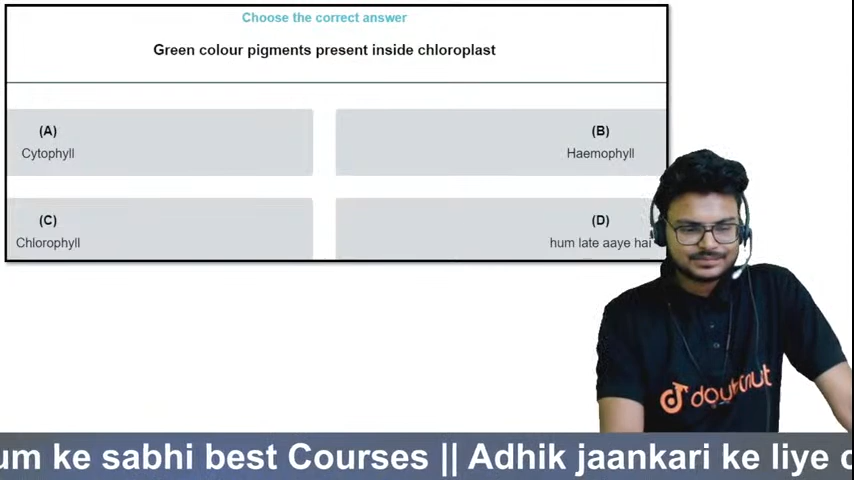 Choose the correct answer
Green colour pigments present inside chloroplast
(A)
Cytophyll
(B)
Haemophyll
(C)
Chlorophyll
(D)
hum late aaye hai
doubtnut
um ke sabhi best Courses || Adhik jaankari ke liye